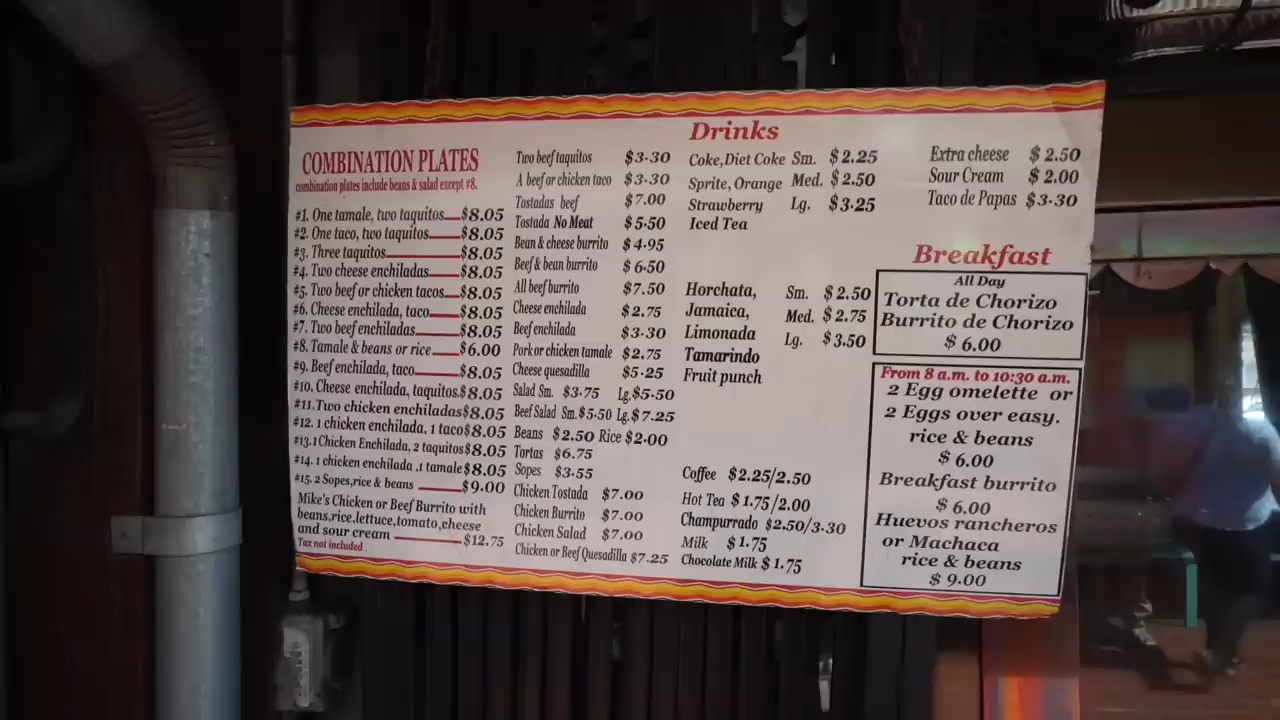 COMBINATION PLATES
combination plates include beans & salad except #8.
#1. One tamale, two taquitos $8.05
#2. One taco, two taquitos $8.05
#3. Three taquitos $8.05
#4. Two cheese enchiladas $8.05
#5. Two beef or chicken tacos $8.05
#6. Cheese enchilada, taco $8.05
#7. Two beef enchiladas $8.05
#8. Tamale & beans or rice $6.00
#9. Beef enchilada, taco $8.05
#10. Cheese enchilada, taquitos $8.05
#11. Two chicken enchiladas $8.05
#12. 1 chicken enchilada, 1 taco $8.05
#13. 1 Chicken Enchilada, 2 taquitos $8.05
#14. 1 chicken enchilada, 1 tamale $8.05
#15. 2 Sopes, rice & beans $9.00
Mike's Chicken or Beef Burrito with
beans, rice, lettuce, tomato, cheese
and sour cream $12.75
Tax not included.
Two beef taquitos $3.30
A beef or chicken taco $3.30
Tostadas beef $7.00
Tostada No Meat $5.50
Bean & cheese burrito $4.95
Beef & bean burrito $6.50
All beef burrito $7.50
Cheese enchilada $2.75
Beef enchilada $3.30
Pork or chicken tamale $2.75
Cheese quesadilla $5.25
Salad Sm. $3.75 Lg. $5.50
Beef Salad Sm. $5.50 Lg. $7.25
Beans $2.50 Rice $2.00
Tortas $6.75
Sopes $3.55
Chicken Tostada $7.00
Chicken Burrito $7.00
Chicken Salad $7.00
Chicken or Beef Quesadilla $7.25
Drinks
Coke, Diet Coke Sm. $2.25
Sprite, Orange Med. $2.50
Strawberry Lg. $3.25
Iced Tea
Horchata, Sm. $2.50
Jamaica, Med. $2.75
Limonada Lg. $3.50
Tamarindo
Fruit punch
Coffee $2.25/2.50
Hot Tea $1.75/2.00
Champurrado $2.50/3.30
Milk $1.75
Chocolate Milk $1.75
Extra cheese $2.50
Sour Cream $2.00
Taco de Papas $3.30
Breakfast
All Day
Torta de Chorizo
Burrito de Chorizo
$6.00
From 8 a.m. to 10:30 a.m.
2 Egg omelette or
2 Eggs over easy.
rice & beans
$6.00
Breakfast burrito
$6.00
Huevos rancheros
or Machaca
rice & beans
$9.00